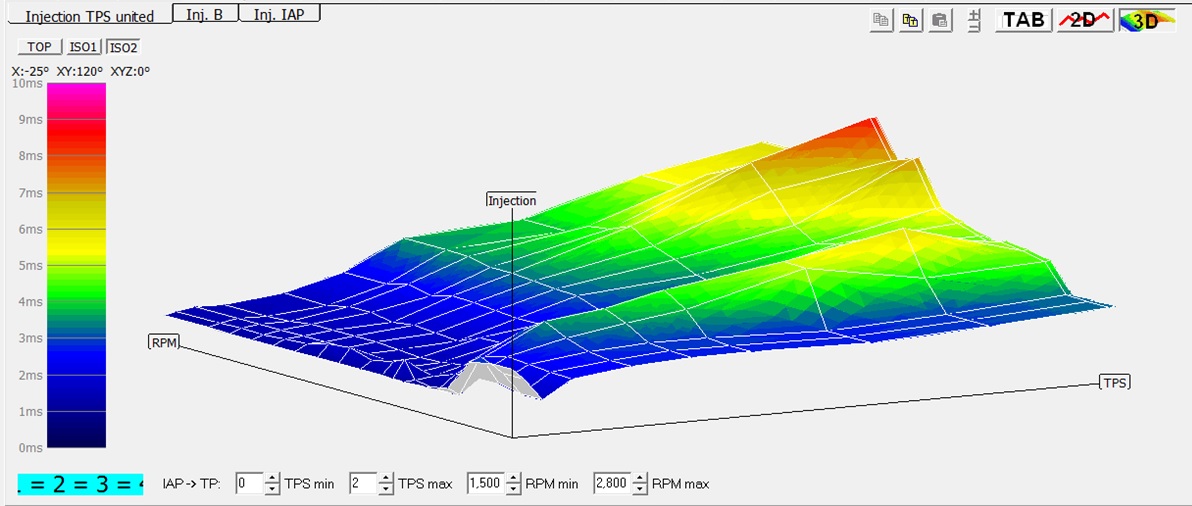 Injection TPS united Inj. B Inj. IAP
TAB 2D 3D
TOP ISO1 ISO2
X:-25° XY:120° XYZ:0°
10ms
9ms
8ms
7ms
6ms
5ms
4ms
3ms
2ms
1ms
0ms
Injection
RPM
TPS
. = 2 = 3 =
IAP -> TP: 0 TPS min 2 TPS max 1,500 RPM min 2,800 RPM max